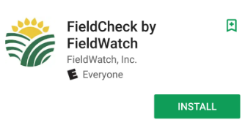 FieldCheck by
FieldWatch
FieldWatch, Inc.
E Everyone
INSTALL